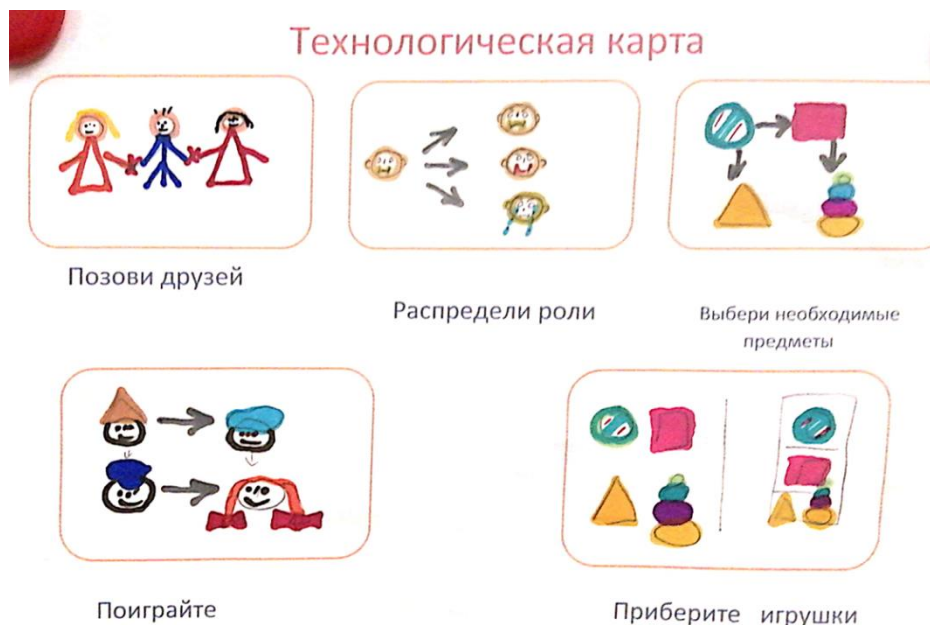 Технологическая карта
Позови друзей
Распредели роли
Выбери необходимые
предметы
Поиграйте
Приберите игрушки